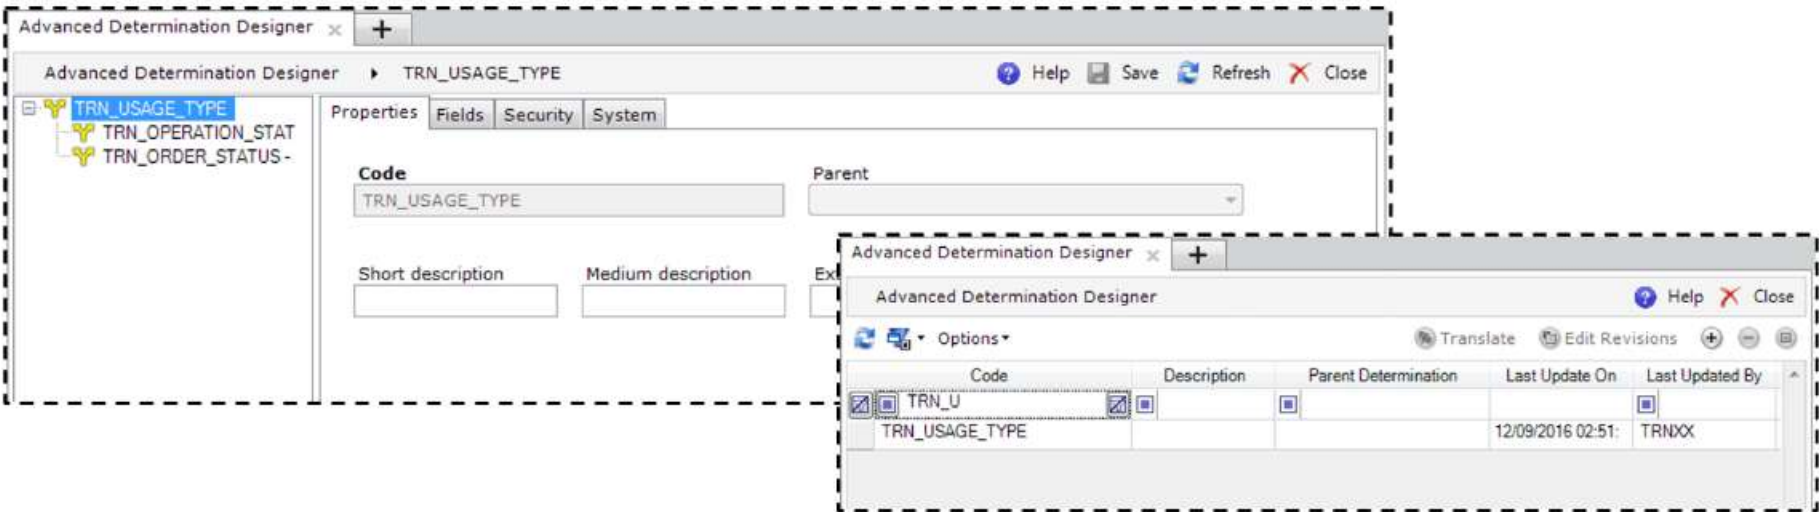 Advanced Determination Designer
Advanced Determination Designer ▸ TRN_USAGE_TYPE Help Save Refresh Close
TRN_USAGE_TYPE
TRN_OPERATION_STAT
TRN_ORDER_STATUS -
Properties Fields Security System
Code Parent
TRN_USAGE_TYPE
Short description Medium description Ex
Advanced Determination Designer
Advanced Determination Designer Help Close
Options Translate Edit Revisions
Code Description Parent Determination Last Update On Last Updated By
TRN_U
TRN_USAGE_TYPE 12/09/2016 02:51: TRNXX